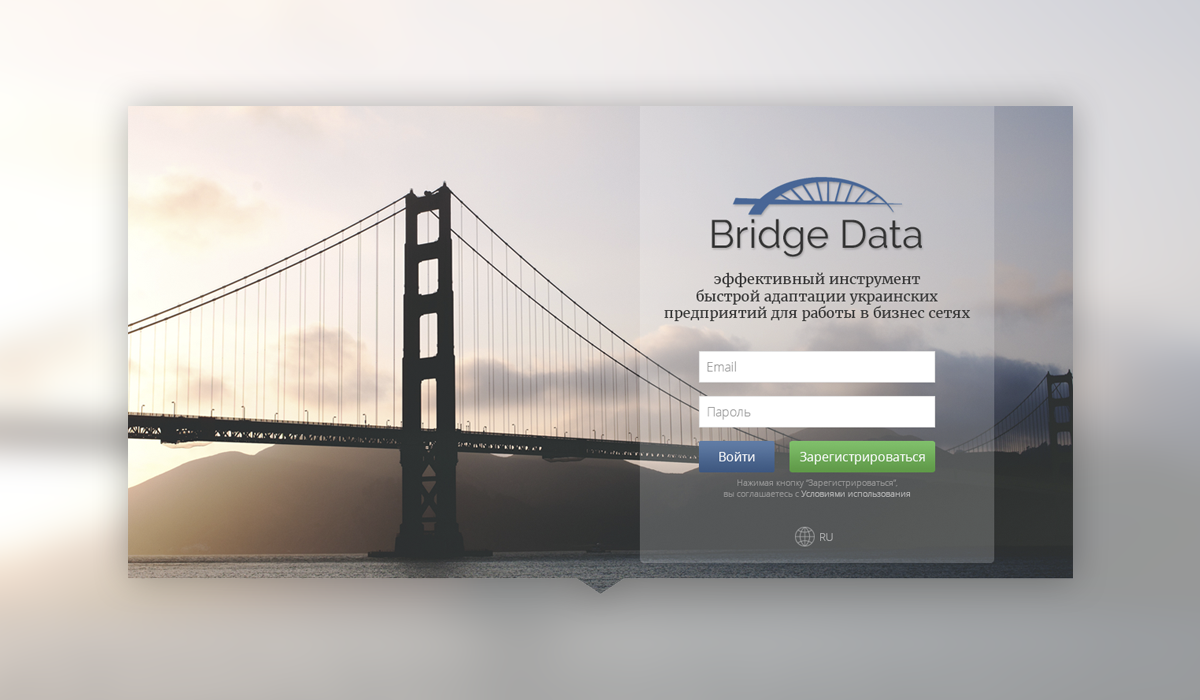 Bridge Data
эффективный инструмент
быстрой адаптации украинских
предприятий для работы в бизнес сетях
Email
Пароль
Войти
Зарегистрироваться
Нажимая кнопку "Зарегистрироваться",
вы соглашаетесь с Условиями использования
RU